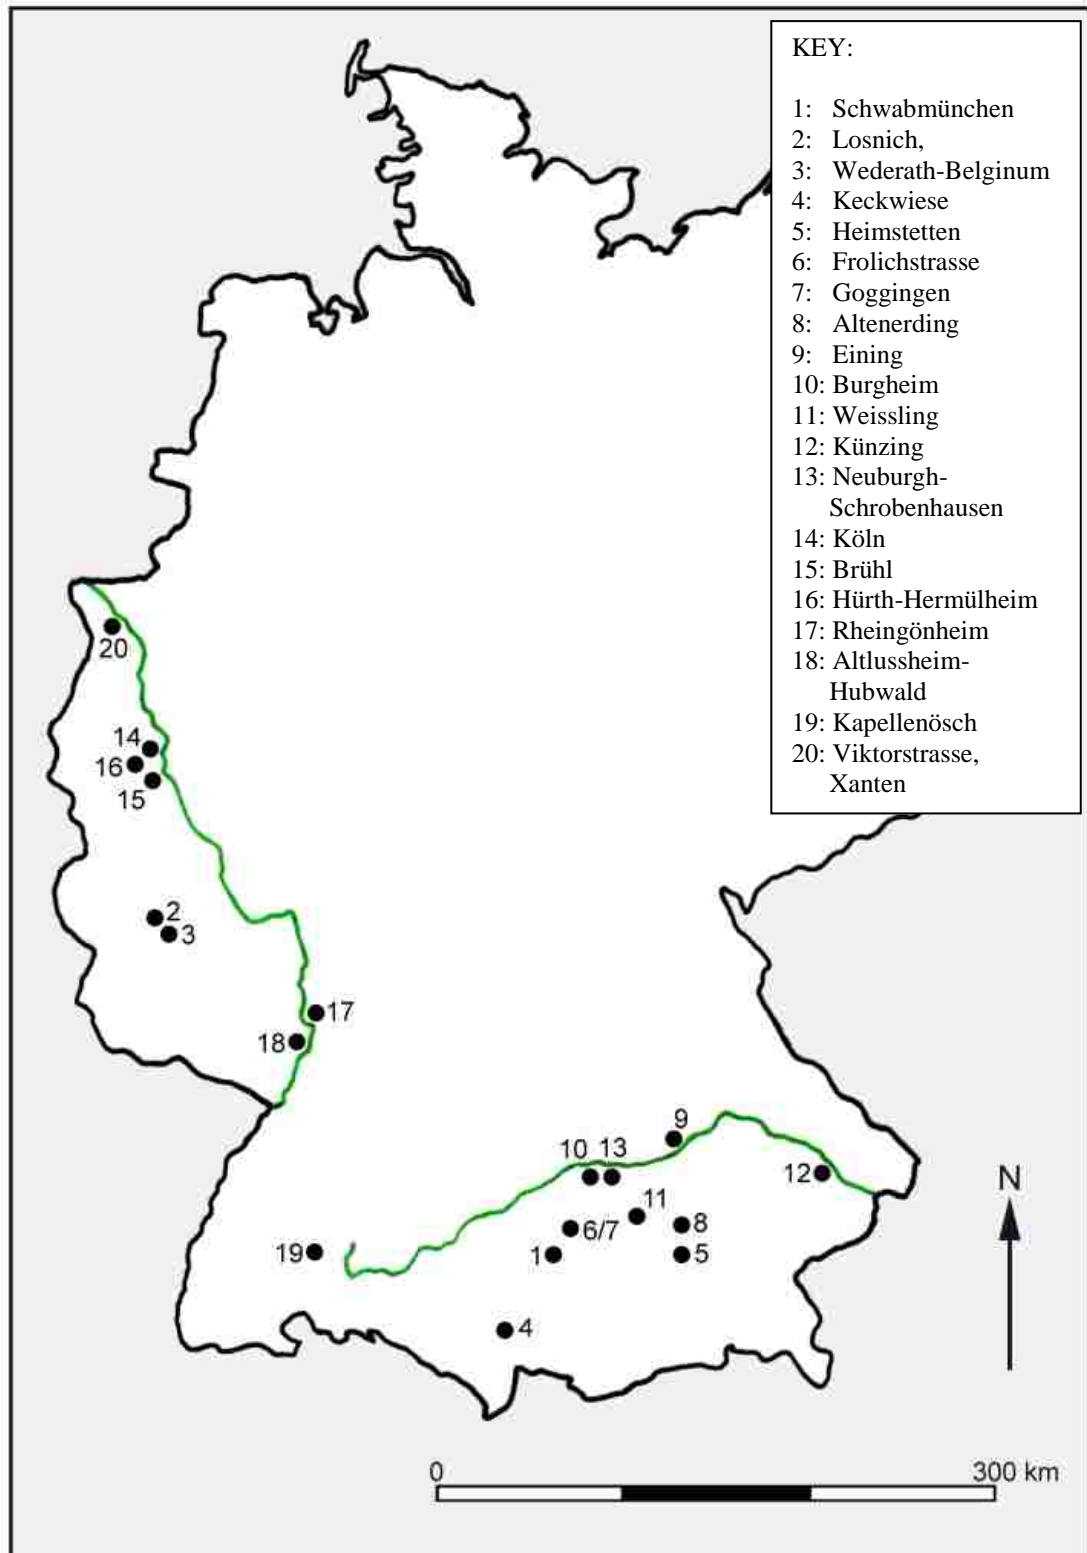 KEY:
1: Schwabmünchen
2: Losnich,
3: Wederath-Belginum
4: Keckwiese
5: Heimstetten
6: Frolichstrasse
7: Goggingen
8: Altenerding
9: Eining
10: Burgheim
11: Weissling
12: Künzing
13: Neuburgh-
Schrobenhausen
14: Köln
15: Brühl
16: Hürth-Hermülheim
17: Rheingönheim
18: Altlussheim-
Hubwald
19: Kapellenösch
20: Viktorstrasse,
Xanten
20
14
16
15
2
3
17
18
9
10 13
12
11
8
6/7
19
1
5
4
N
0 300 km